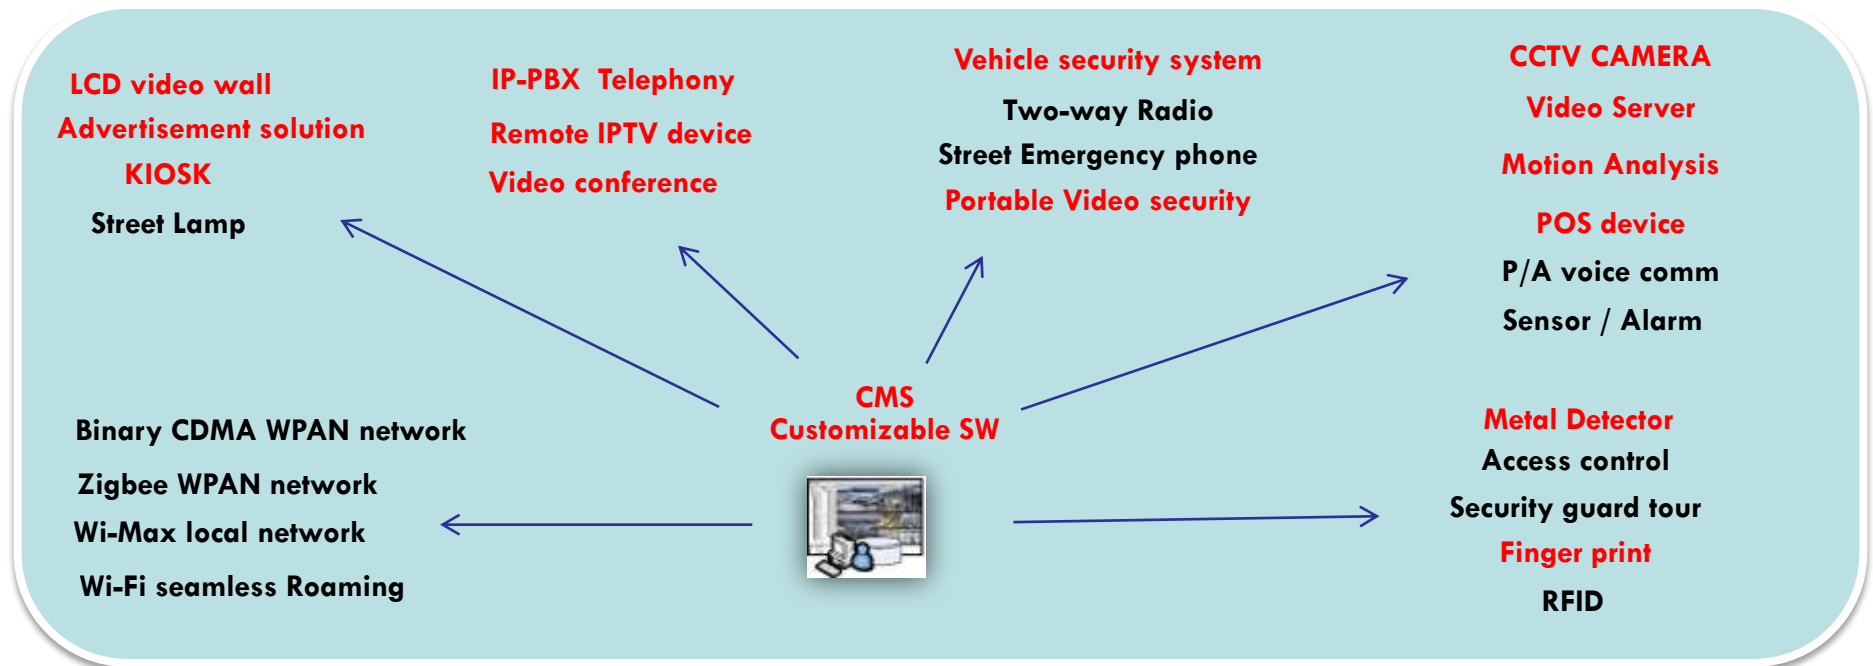 LCD video wall
Advertisement solution
KIOSK
Street Lamp
IP-PBX Telephony
Remote IPTV device
Video conference
Vehicle security system
Two-way Radio
Street Emergency phone
Portable Video security
CCTV CAMERA
Video Server
Motion Analysis
POS device
P/A voice comm
Sensor / Alarm
CMS
Customizable SW
Binary CDMA WPAN network
Zigbee WPAN network
Wi-Max local network
Wi-Fi seamless Roaming
Metal Detector
Access control
Security guard tour
Finger print
RFID